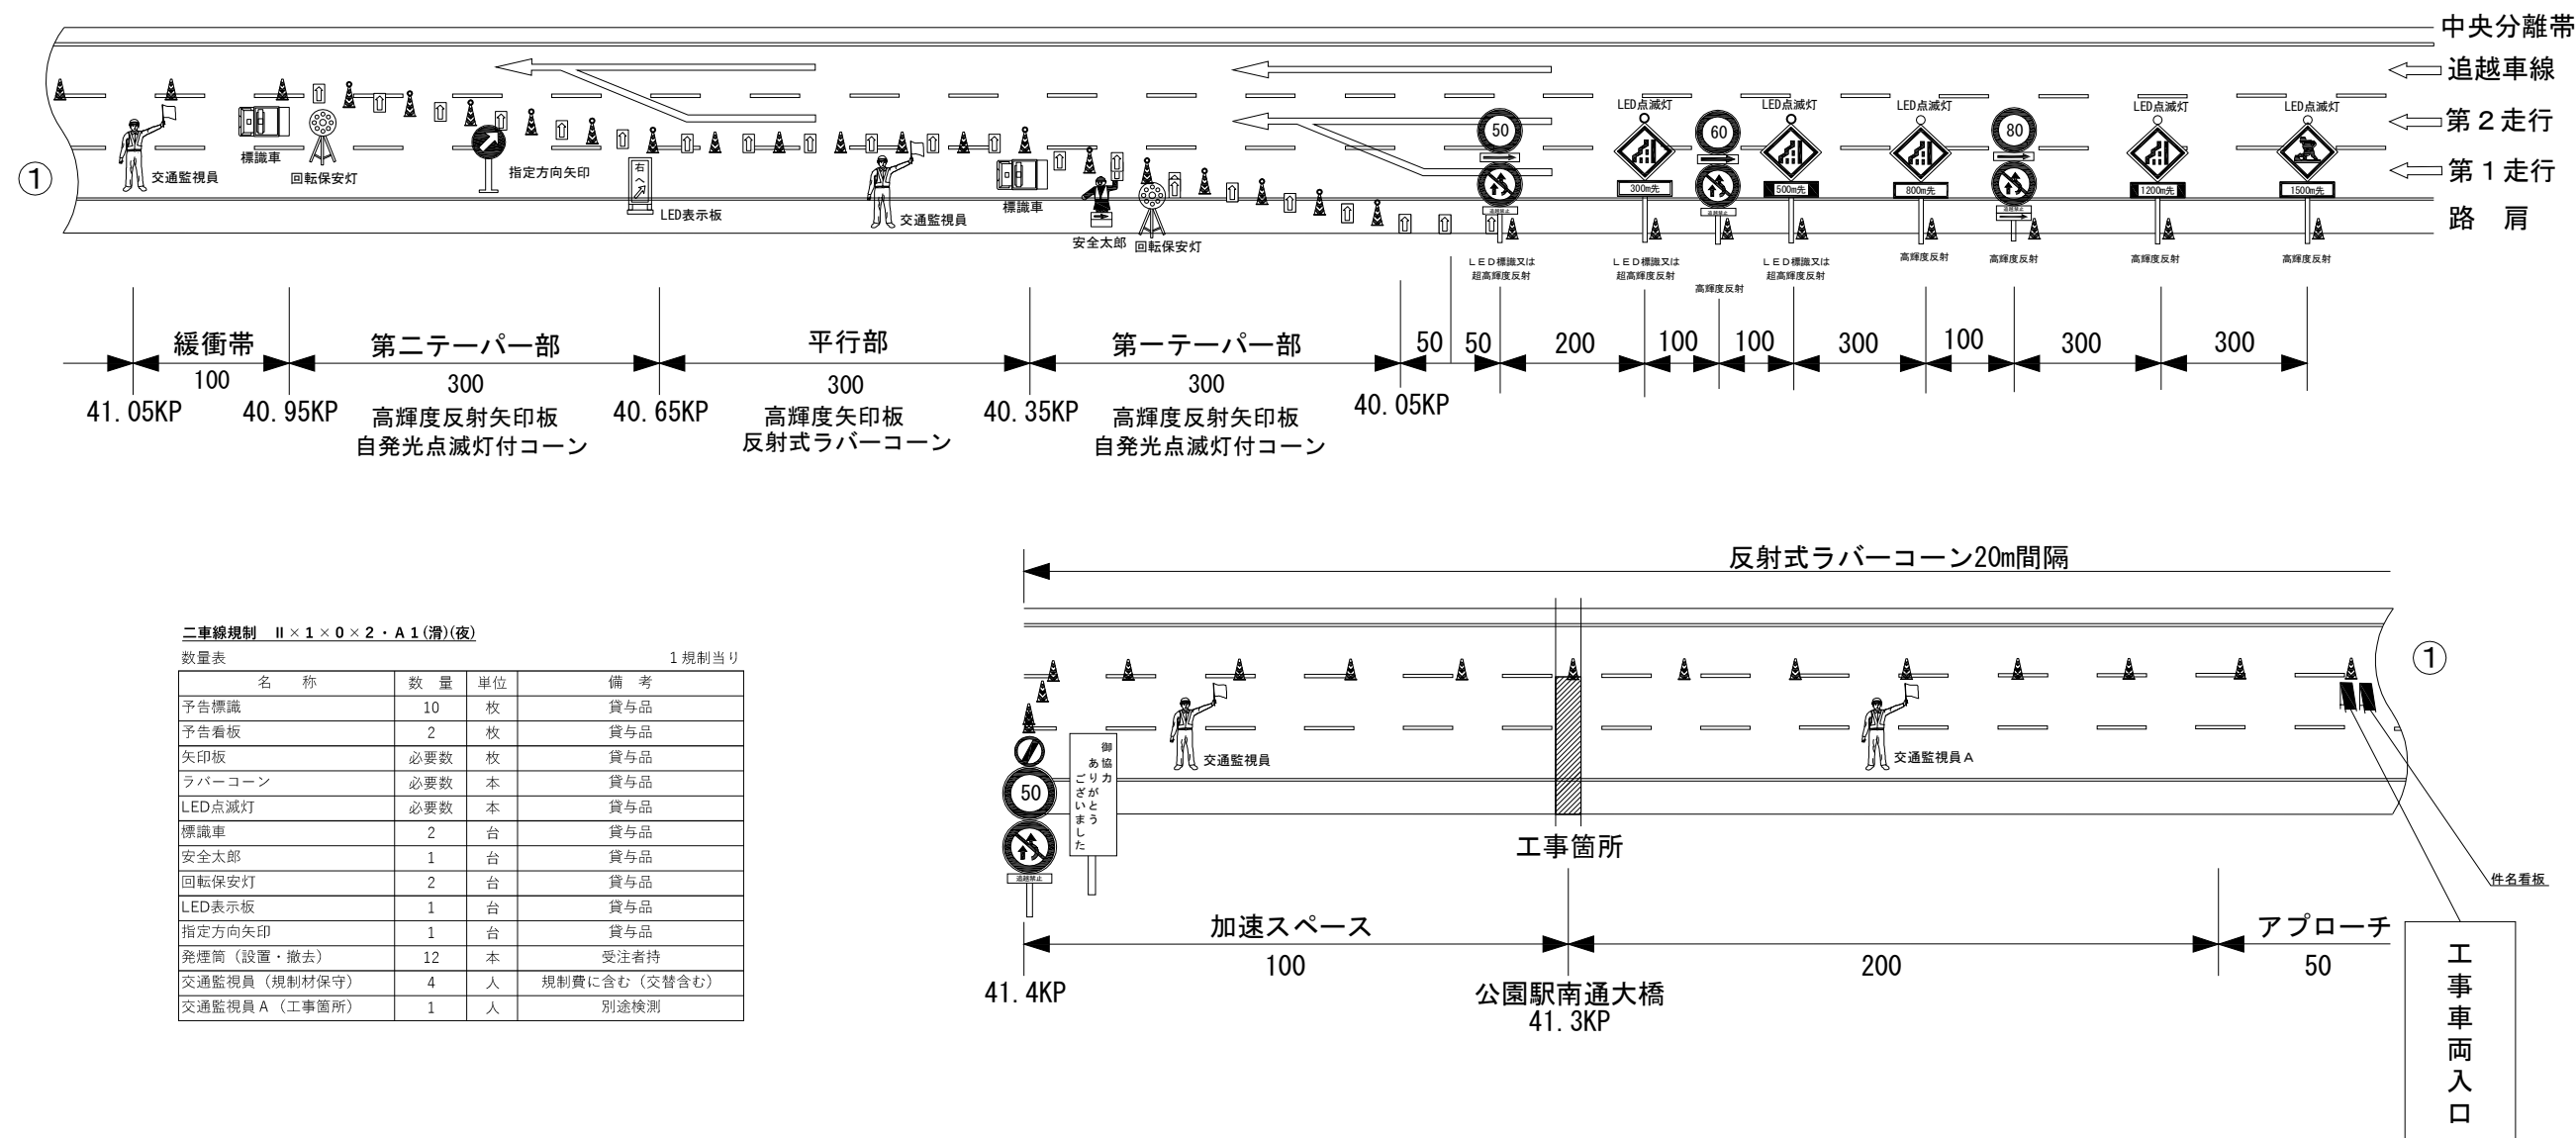 中央分離帯
追越車線
第2走行
第1走行
路 肩
①
交通監視員
標識車
回転保安灯
指定方向矢印
右へ
LED表示板
交通監視員
標識車
安全太郎
回転保安灯
50
追越禁止
LED点滅灯
300m先
60
追越禁止
LED点滅灯
500m先
LED点滅灯
800m先
80
追越禁止
LED点滅灯
1200m先
LED点滅灯
1500m先
LED標識又は
超高輝度反射
LED標識又は
超高輝度反射
高輝度反射
LED標識又は
超高輝度反射
高輝度反射
高輝度反射
高輝度反射
高輝度反射
緩衝帯
100
第二テーパー部
300
平行部
300
第一テーパー部
300
50
50
200
100
100
300
100
300
300
41.05KP
40.95KP
40.65KP
40.35KP
40.05KP
高輝度反射矢印板
自発光点滅灯付コーン
高輝度矢印板
反射式ラバーコーン
高輝度反射矢印板
自発光点滅灯付コーン
二車線規制 Ⅱ×1×0×2・A1(滑)(夜)
数量表 1規制当り
名 称 数 量 単位 備 考
予告標識 10 枚 貸与品
予告看板 2 枚 貸与品
矢印板 必要数 枚 貸与品
ラバーコーン 必要数 本 貸与品
LED点滅灯 必要数 本 貸与品
標識車 2 台 貸与品
安全太郎 1 台 貸与品
回転保安灯 2 台 貸与品
LED表示板 1 台 貸与品
指定方向矢印 1 台 貸与品
発煙筒（設置・撤去） 12 本 受注者持
交通監視員（規制材保守） 4 人 規制費に含む（交替含む）
交通監視員A（工事箇所） 1 人 別途検測
反射式ラバーコーン20m間隔
①
交通監視員
交通監視員A
50
追越禁止
御協力
ありがとう
ございました
工事箇所
件名看板
加速スペース
100
200
アプローチ
50
41.4KP
公園駅南通大橋
41.3KP
工事車両入口